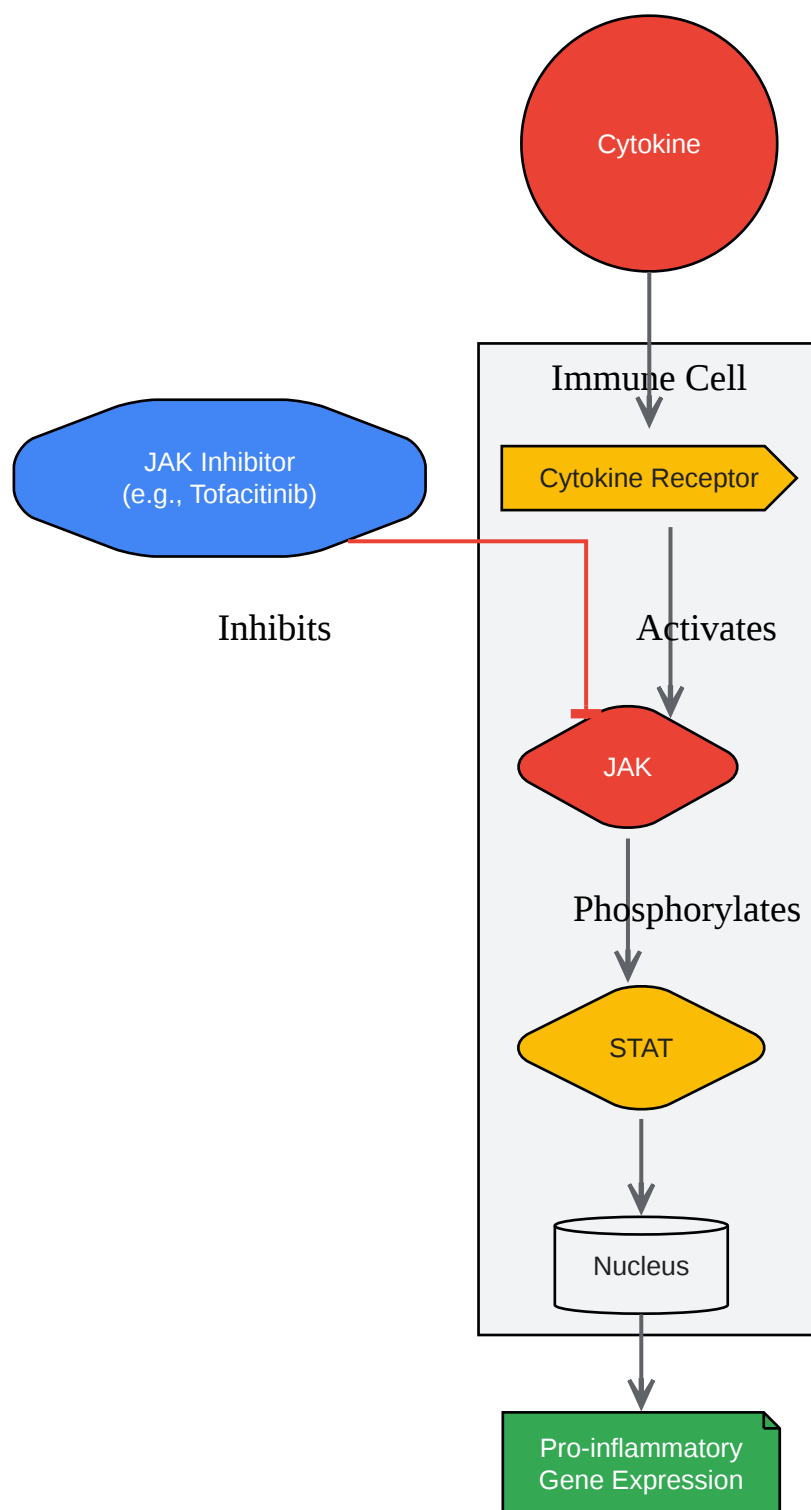 Cytokine
Immune Cell
JAK Inhibitor
(e.g., Tofacitinib)
Cytokine Receptor
Inhibits
Activates
JAK
Phosphorylates
STAT
Nucleus
Pro-inflammatory
Gene Expression